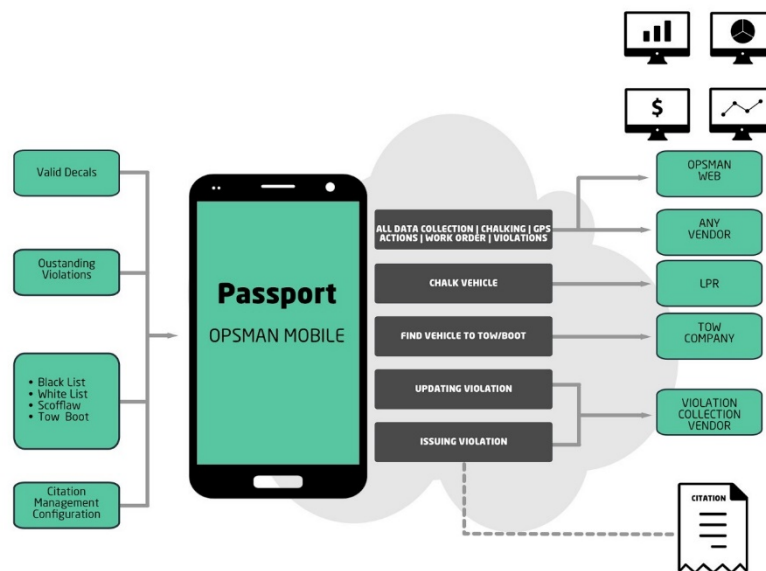 $
Valid Decals
Oustanding
Violations
• Black List
• White List
• Scofflaw
• Tow Boot
Citation
Management
Configuration
Passport
OPSMAN MOBILE
ALL DATA COLLECTION | CHALKING | GPS
ACTIONS | WORK ORDER | VIOLATIONS
CHALK VEHICLE
FIND VEHICLE TO TOW/BOOT
UPDATING VIOLATION
ISSUING VIOLATION
OPSMAN
WEB
ANY
VENDOR
LPR
TOW
COMPANY
VIOLATION
COLLECTION
VENDOR
CITATION